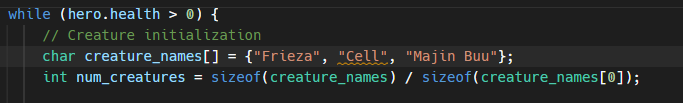 while (hero.health > 0) {
// Creature initialization
char creature_names[] = {"Frieza", "Cell", "Majin Buu"};
int num_creatures = sizeof(creature_names) / sizeof(creature_names[0]);